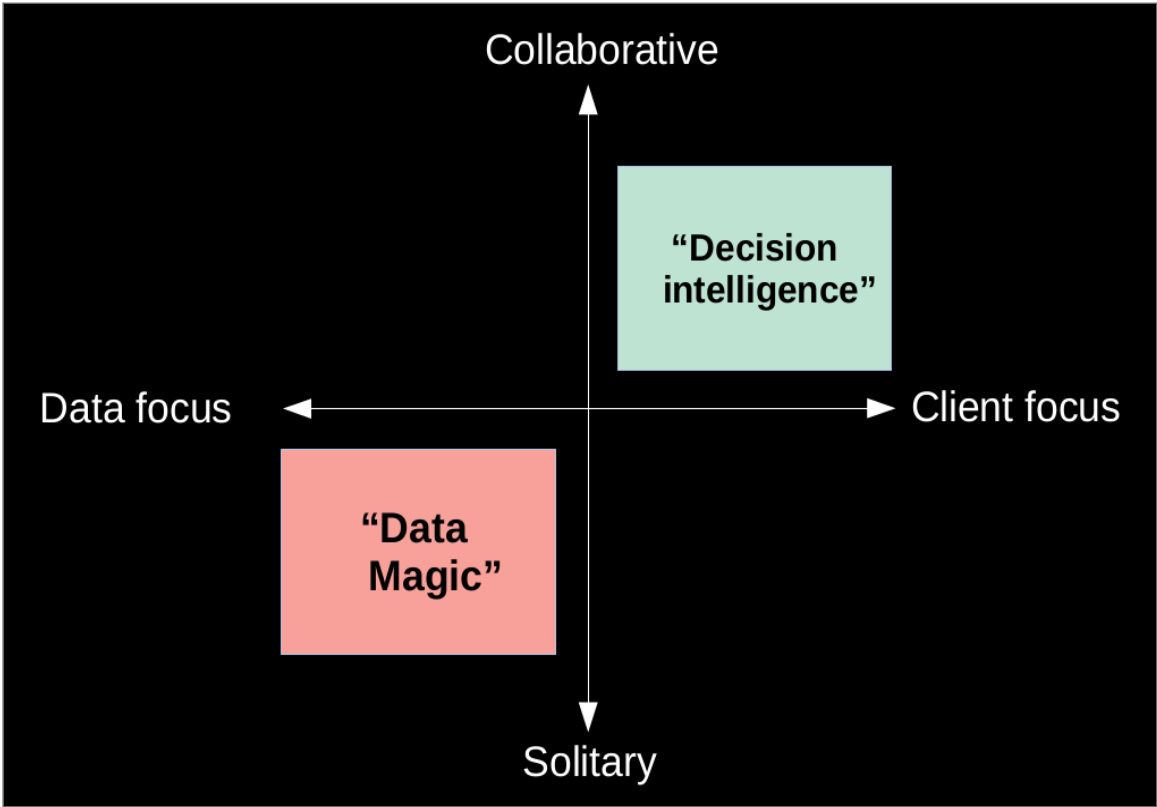 Collaborative
“Decision
intelligence”
Data focus
Client focus
“Data
Magic”
Solitary